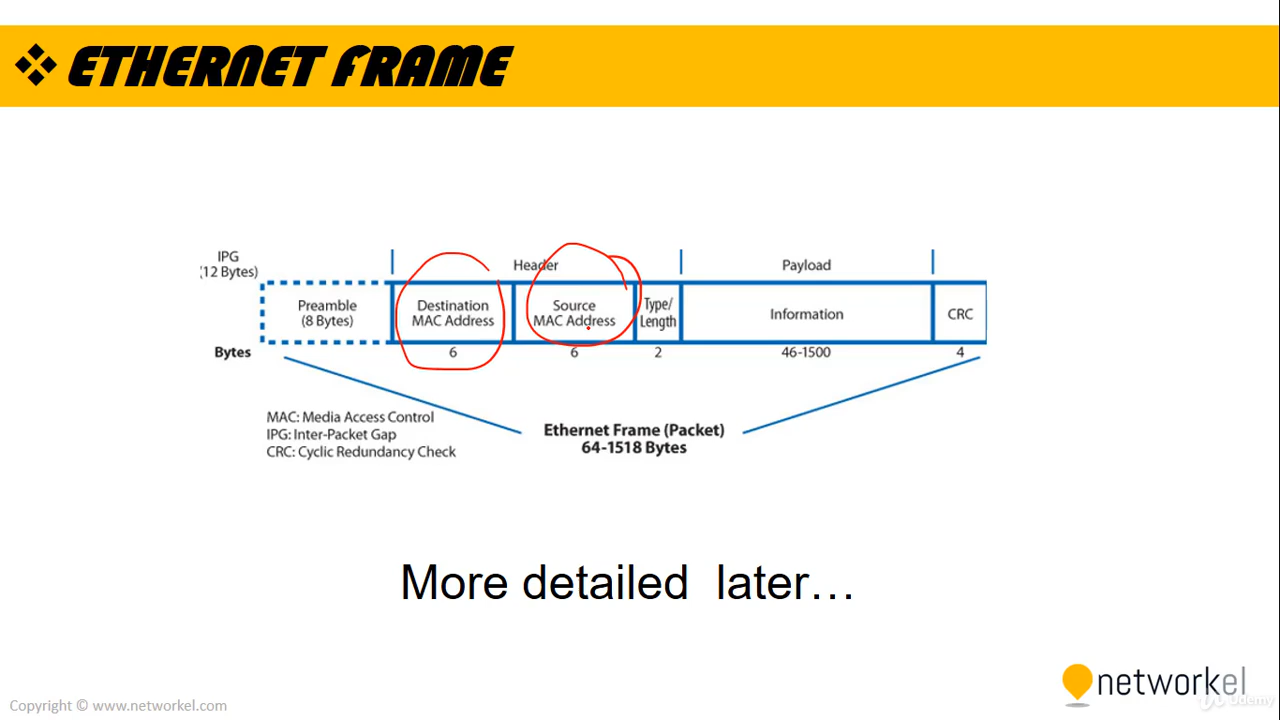 ❖ ETHERNET FRAME
IPG
(12 Bytes)
Header
Payload
Preamble
(8 Bytes)
Destination
MAC Address
Source
MAC Address
Type/
Length
Information
CRC
Bytes
6
6
2
46-1500
4
MAC: Media Access Control
IPG: Inter-Packet Gap
CRC: Cyclic Redundancy Check
Ethernet Frame (Packet)
64-1518 Bytes
More detailed later…
networkel
Udemy
Copyright © www.networkel.com